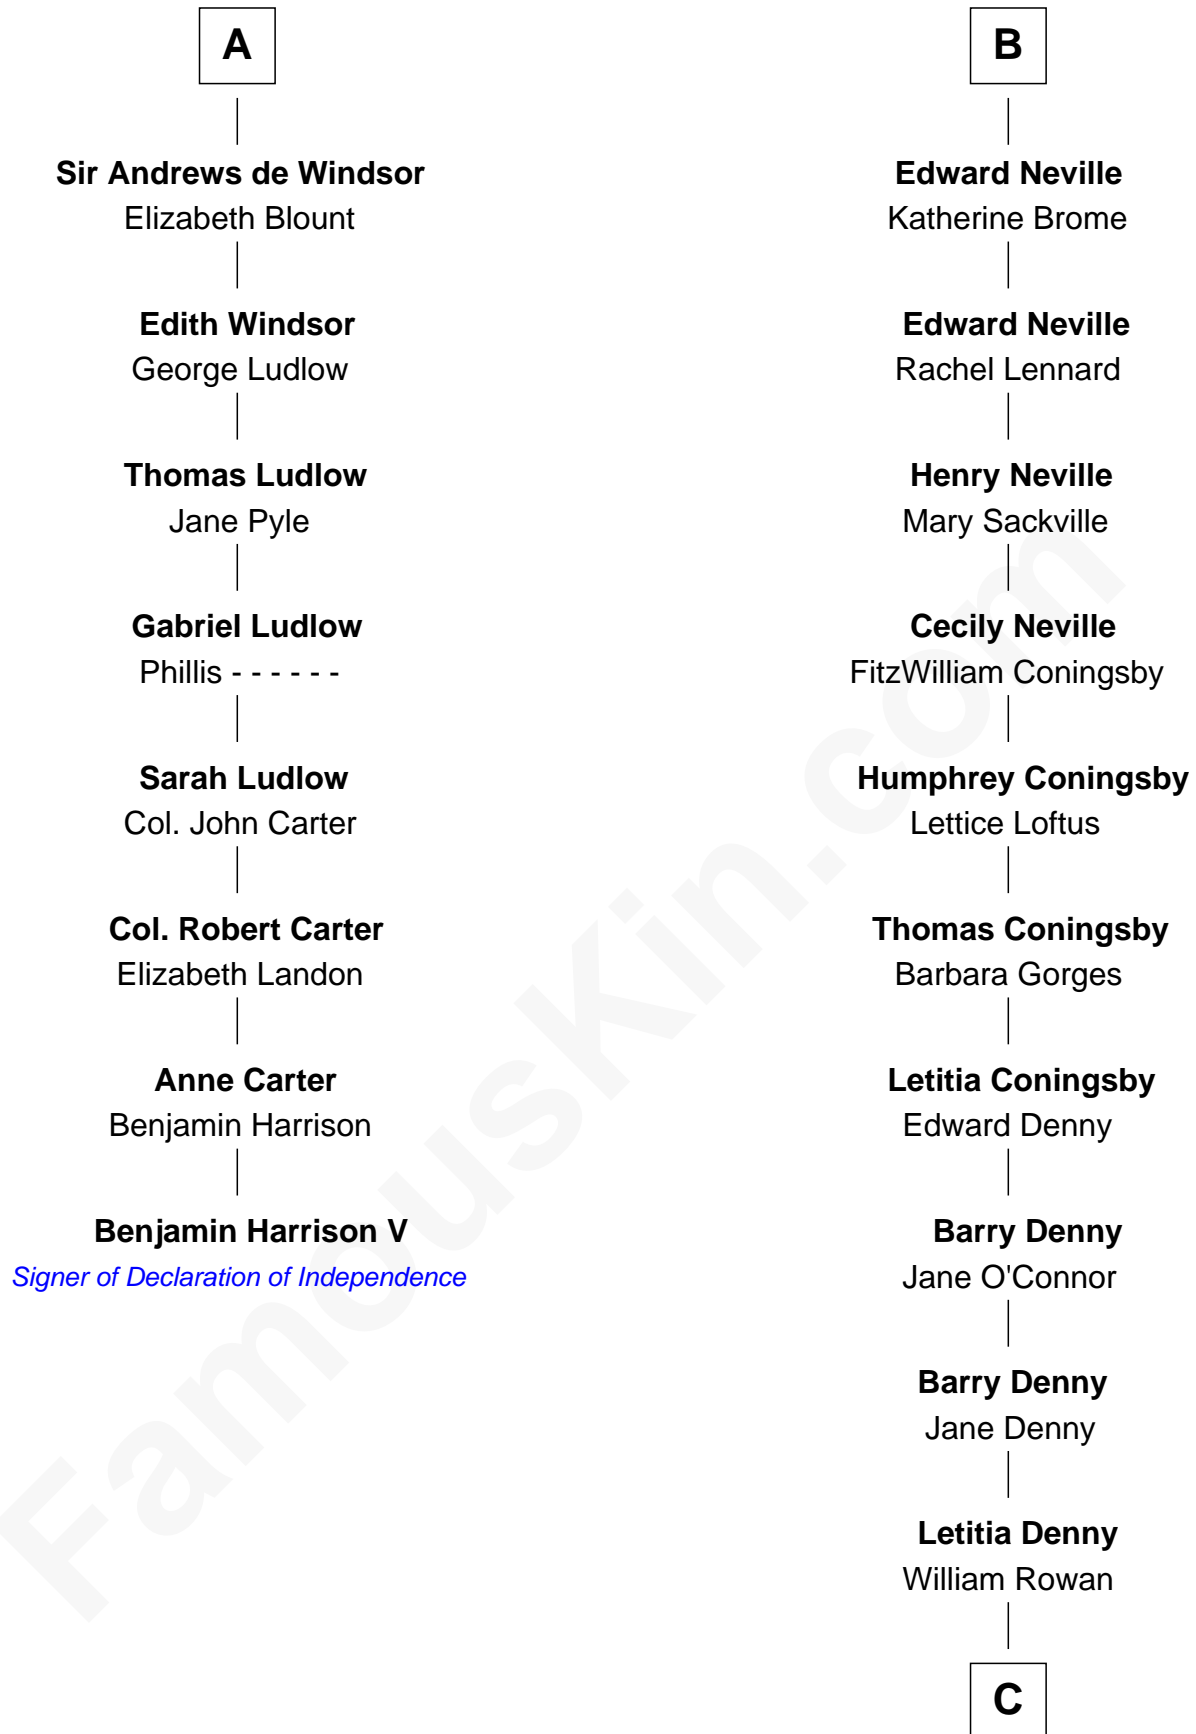 A
Sir Andrews de Windsor
Elizabeth Blount
Edith Windsor
George Ludlow
Thomas Ludlow
Jane Pyle
Gabriel Ludlow
Phillis - - - - - -
Sarah Ludlow
Col. John Carter
Col. Robert Carter
Elizabeth Landon
Anne Carter
Benjamin Harrison
Benjamin Harrison V
Signer of Declaration of Independence
B
Edward Neville
Katherine Brome
Edward Neville
Rachel Lennard
Henry Neville
Mary Sackville
Cecily Neville
FitzWilliam Coningsby
Humphrey Coningsby
Lettice Loftus
Thomas Coningsby
Barbara Gorges
Letitia Coningsby
Edward Denny
Barry Denny
Jane O'Connor
Barry Denny
Jane Denny
Letitia Denny
William Rowan
C
FamousKin.com